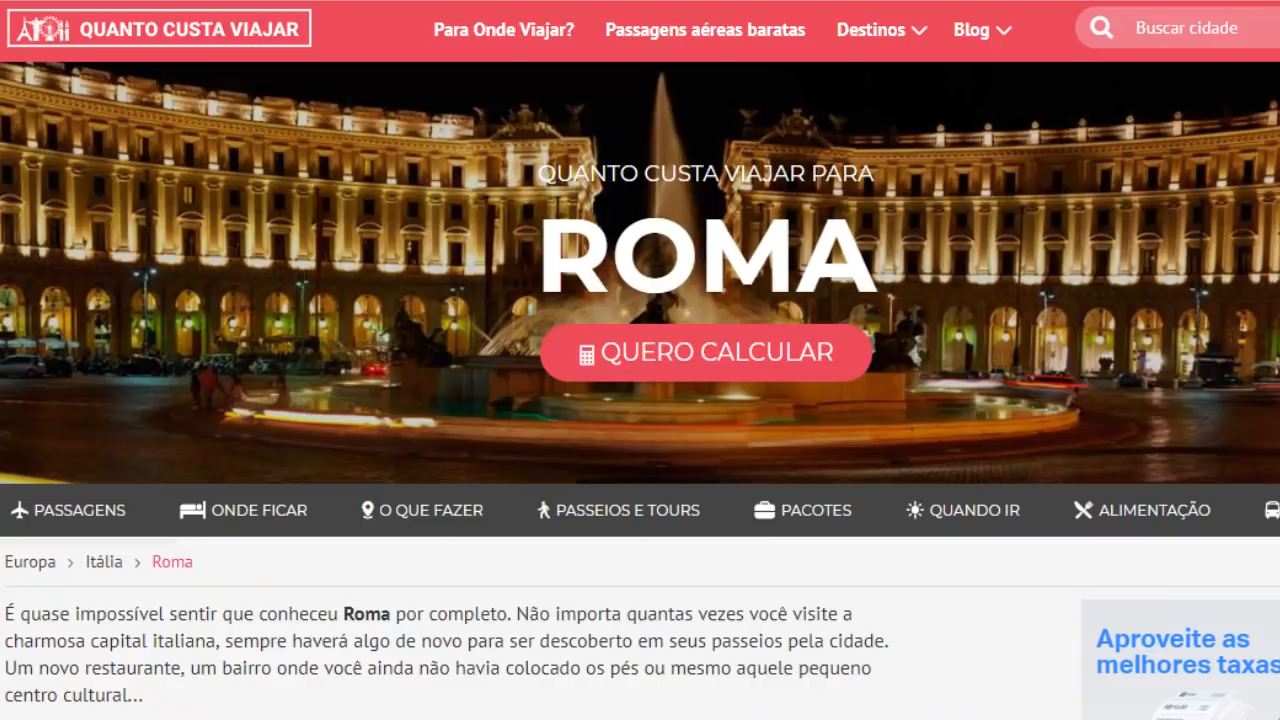 QUANTO CUSTA VIAJAR
Para Onde Viajar?
Passagens aéreas baratas
Destinos
Blog
Buscar cidade
QUANTO CUSTA VIAJAR PARA
ROMA
QUERO CALCULAR
PASSAGENS
ONDE FICAR
O QUE FAZER
PASSEIOS E TOURS
PACOTES
QUANDO IR
ALIMENTAÇÃO
Europa > Itália > Roma
É quase impossível sentir que conheceu Roma por completo. Não importa quantas vezes você visite a
charmosa capital italiana, sempre haverá algo de novo para ser descoberto em seus passeios pela cidade.
Um novo restaurante, um bairro onde você ainda não havia colocado os pés ou mesmo aquele pequeno
centro cultural...
Aproveite as
melhores taxas